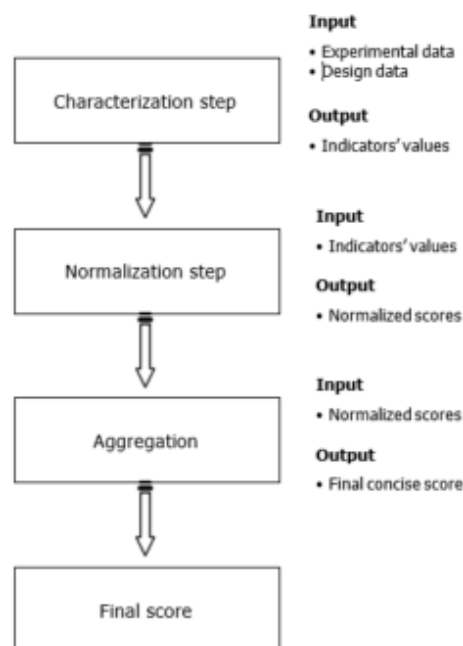 Input
• Experimental data
• Design data
Characterization step
Output
• Indicators' values
Input
• Indicators' values
Normalization step
Output
• Normalized scores
Input
• Normalized scores
Aggregation
Output
• Final concise score
Final score